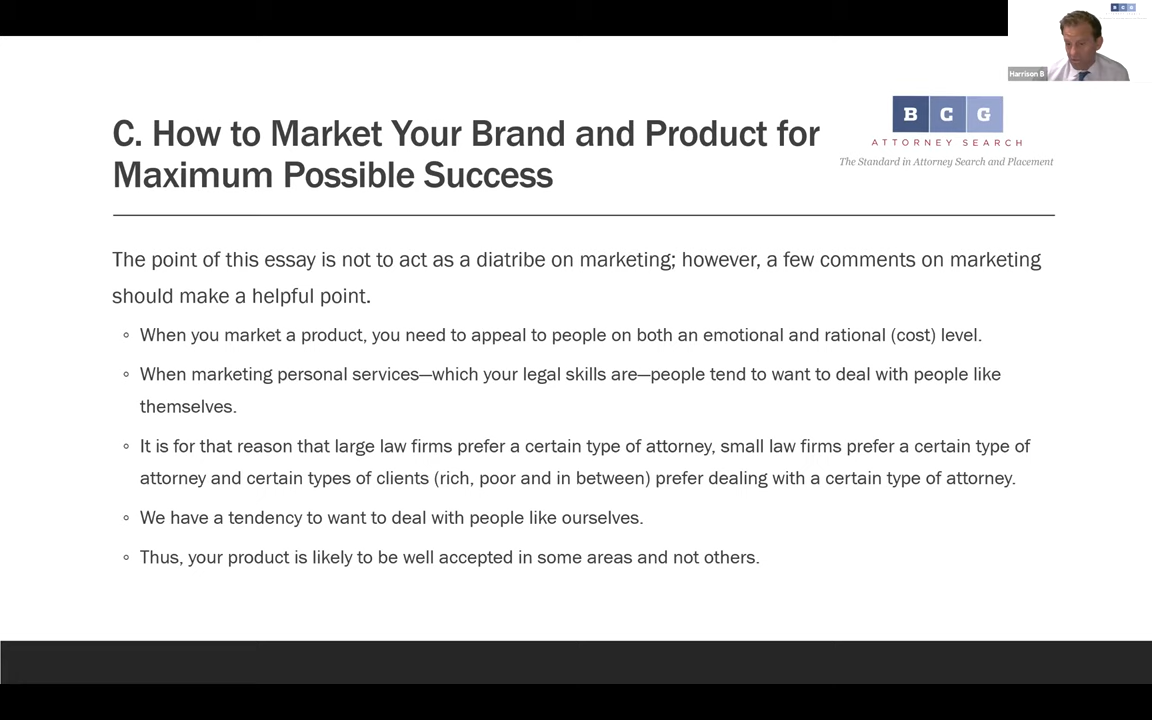 B C G
Harrison B
C. How to Market Your Brand and Product for
Maximum Possible Success
B C G
ATTORNEY SEARCH
The Standard in Attorney Search and Placement
The point of this essay is not to act as a diatribe on marketing; however, a few comments on marketing
should make a helpful point.
◦ When you market a product, you need to appeal to people on both an emotional and rational (cost) level.
◦ When marketing personal services—which your legal skills are—people tend to want to deal with people like
themselves.
◦ It is for that reason that large law firms prefer a certain type of attorney, small law firms prefer a certain type of
attorney and certain types of clients (rich, poor and in between) prefer dealing with a certain type of attorney.
◦ We have a tendency to want to deal with people like ourselves.
◦ Thus, your product is likely to be well accepted in some areas and not others.